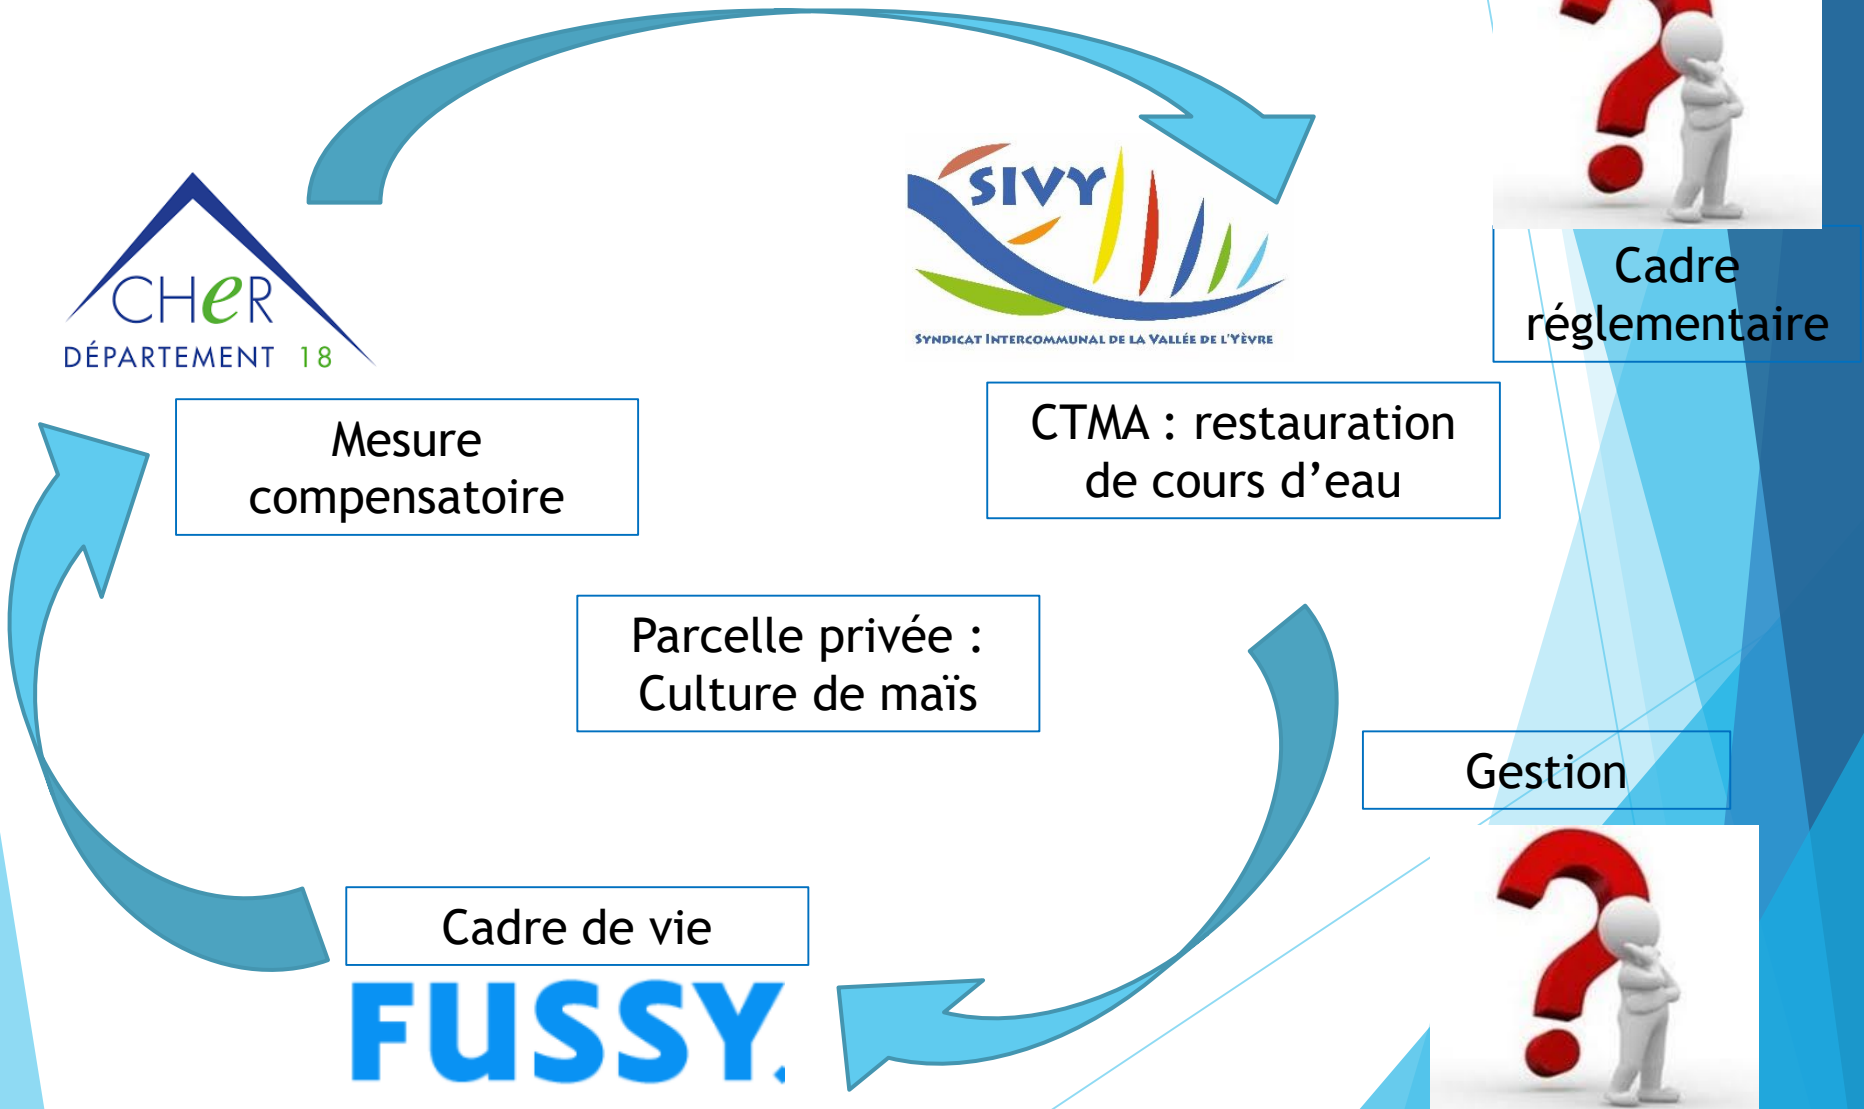 CHeR
DÉPARTEMENT 18
SIVY
SYNDICAT INTERCOMMUNAL DE LA VALLÉE DE L'YÈVRE
Cadre
réglementaire
Mesure
compensatoire
CTMA : restauration
de cours d’eau
Parcelle privée :
Culture de maïs
Gestion
Cadre de vie
FUSSY